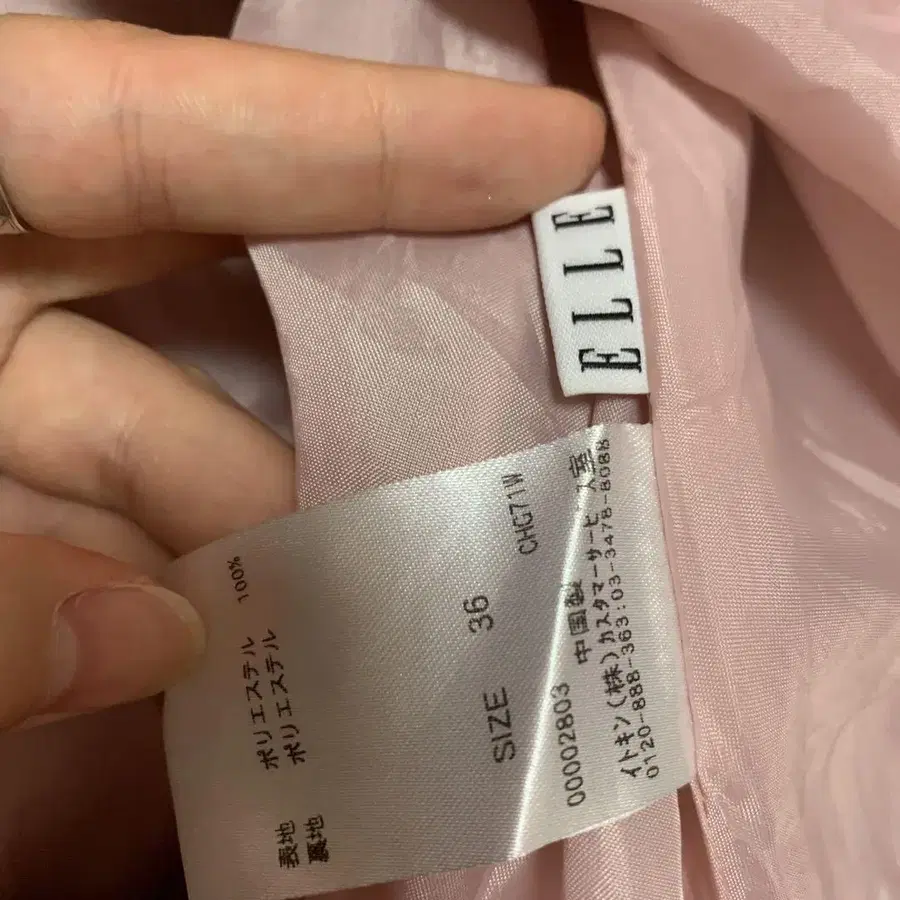 ELLE
表地 ポリエステル 100%
裏地 ポリエステル
SIZE 36
CHG71W
00002803 中国製
イトキン(株)カスタマーサービス室
0120-888-363:03-3478-8088